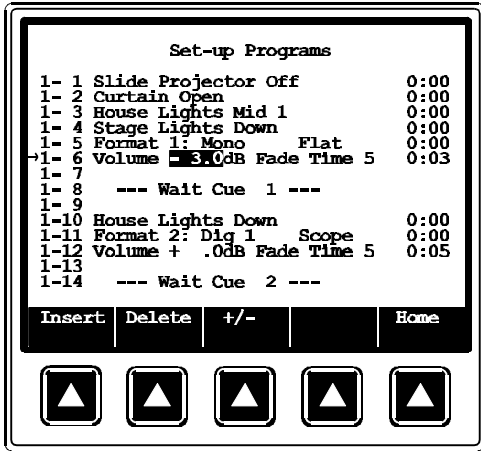 Set-up Programs
1- 1 Slide Projector Off 0:00
1- 2 Curtain Open 0:00
1- 3 House Lights Mid 1 0:00
1- 4 Stage Lights Down 0:00
1- 5 Format 1: Mono Flat 0:00
→1- 6 Volume - 3.0dB Fade Time 5 0:03
1- 7
1- 8 --- Wait Cue 1 ---
1- 9
1-10 House Lights Down 0:00
1-11 Format 2: Dig 1 Scope 0:00
1-12 Volume + .0dB Fade Time 5 0:05
1-13
1-14 --- Wait Cue 2 ---
Insert Delete +/- Home